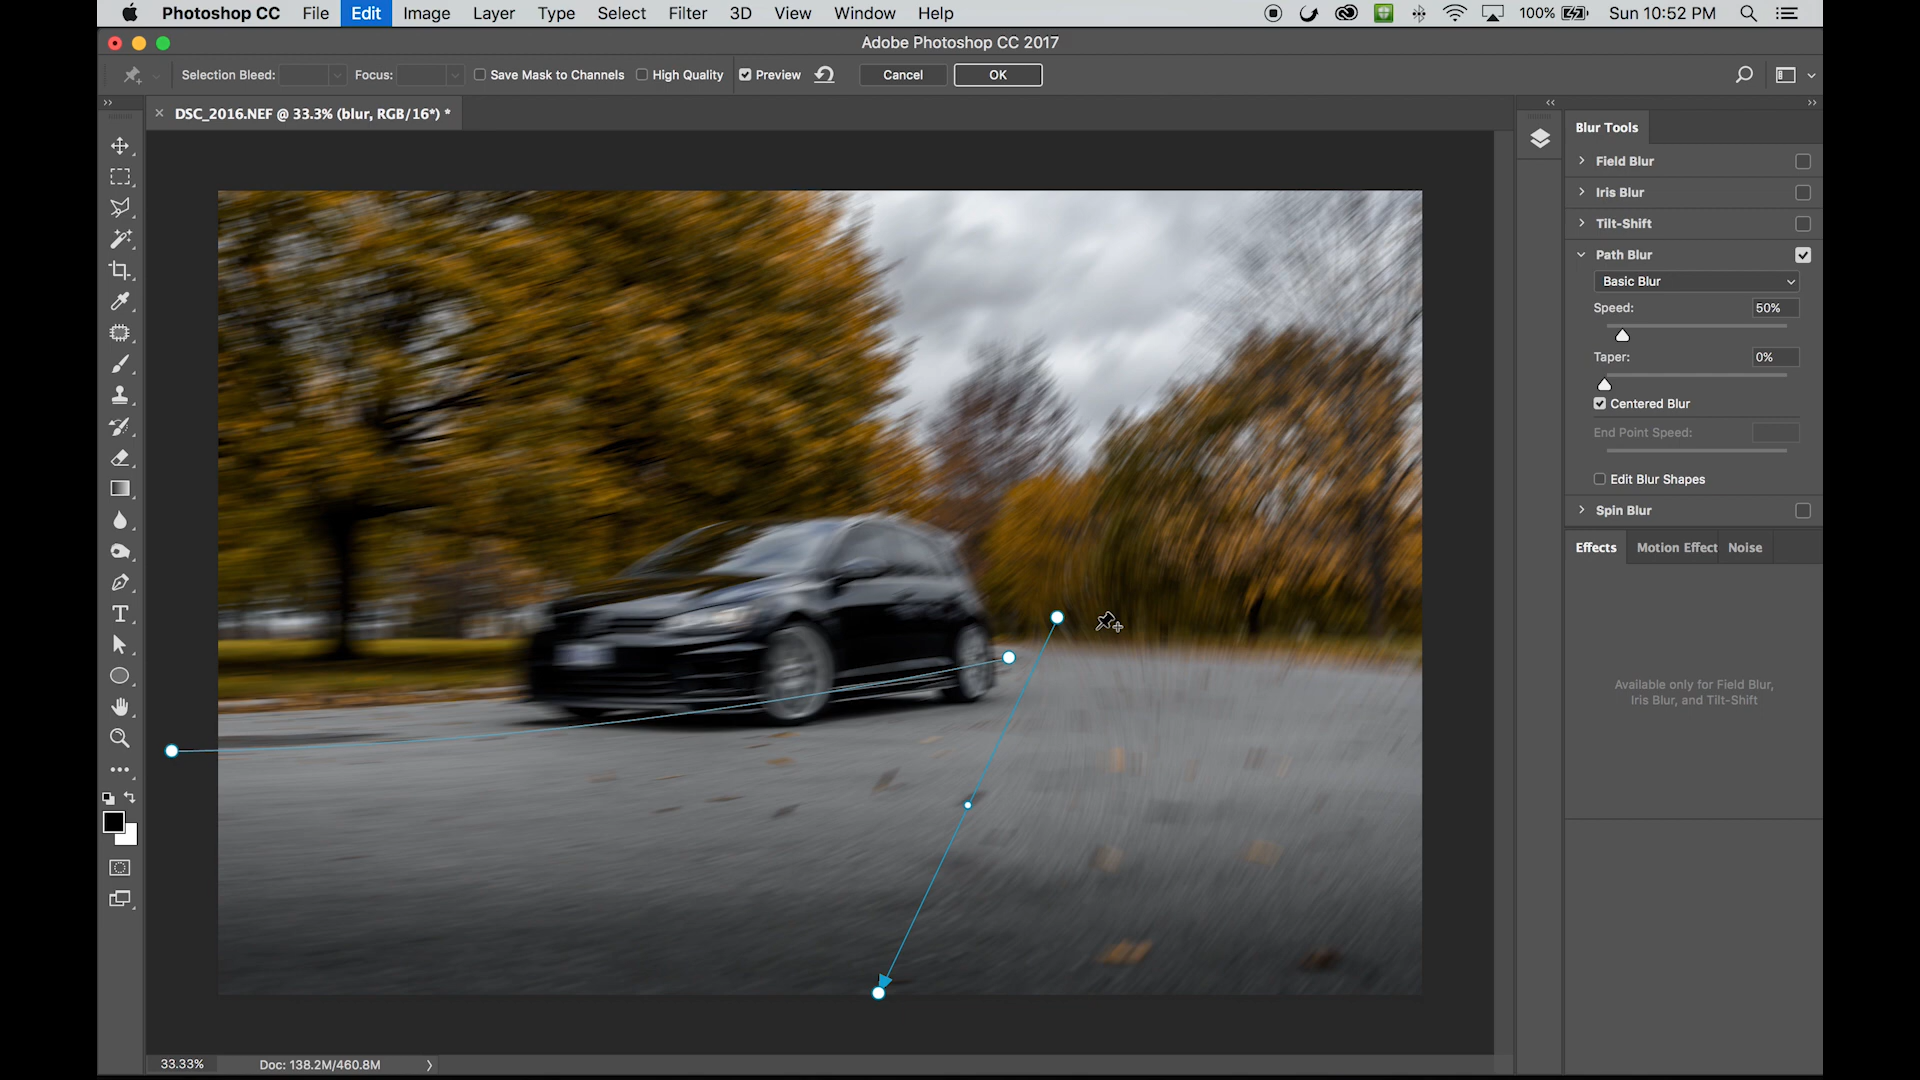 Photoshop CC File Edit Image Layer Type Select Filter 3D View Window Help 100% Sun 10:52 PM
Adobe Photoshop CC 2017
Selection Bleed: Focus: Save Mask to Channels High Quality Preview Cancel OK
DSC_2016.NEF @ 33.3% (blur, RGB/16*) *
Blur Tools
Field Blur
Iris Blur
Tilt-Shift
Path Blur
Basic Blur
Speed: 50%
Taper: 0%
Centered Blur
End Point Speed:
Edit Blur Shapes
Spin Blur
Effects Motion Effect Noise
Available only for Field Blur,
Iris Blur, and Tilt-Shift
33.33% Doc: 138.2M/460.8M